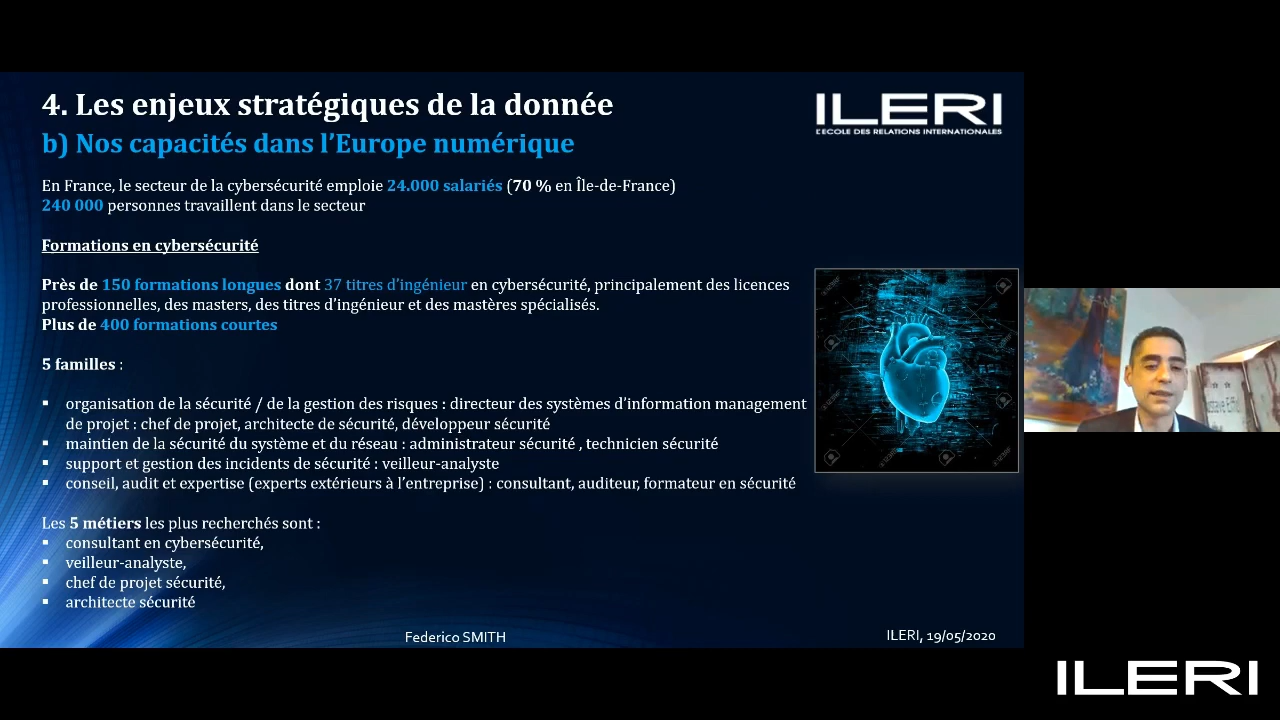 4. Les enjeux stratégiques de la donnée
b) Nos capacités dans l'Europe numérique
ILERI
L'ECOLE DES RELATIONS INTERNATIONALES
En France, le secteur de la cybersécurité emploie 24.000 salariés (70 % en Île-de-France)
240 000 personnes travaillent dans le secteur
Formations en cybersécurité
Près de 150 formations longues dont 37 titres d'ingénieur en cybersécurité, principalement des licences
professionnelles, des masters, des titres d'ingénieur et des mastères spécialisés.
Plus de 400 formations courtes
5 familles :
▪ organisation de la sécurité / de la gestion des risques : directeur des systèmes d'information management
de projet : chef de projet, architecte de sécurité, développeur sécurité
▪ maintien de la sécurité du système et du réseau : administrateur sécurité , technicien sécurité
▪ support et gestion des incidents de sécurité : veilleur-analyste
▪ conseil, audit et expertise (experts extérieurs à l'entreprise) : consultant, auditeur, formateur en sécurité
Les 5 métiers les plus recherchés sont :
▪ consultant en cybersécurité,
▪ veilleur-analyste,
▪ chef de projet sécurité,
▪ architecte sécurité
Federico SMITH
ILERI, 19/05/2020
ILERI